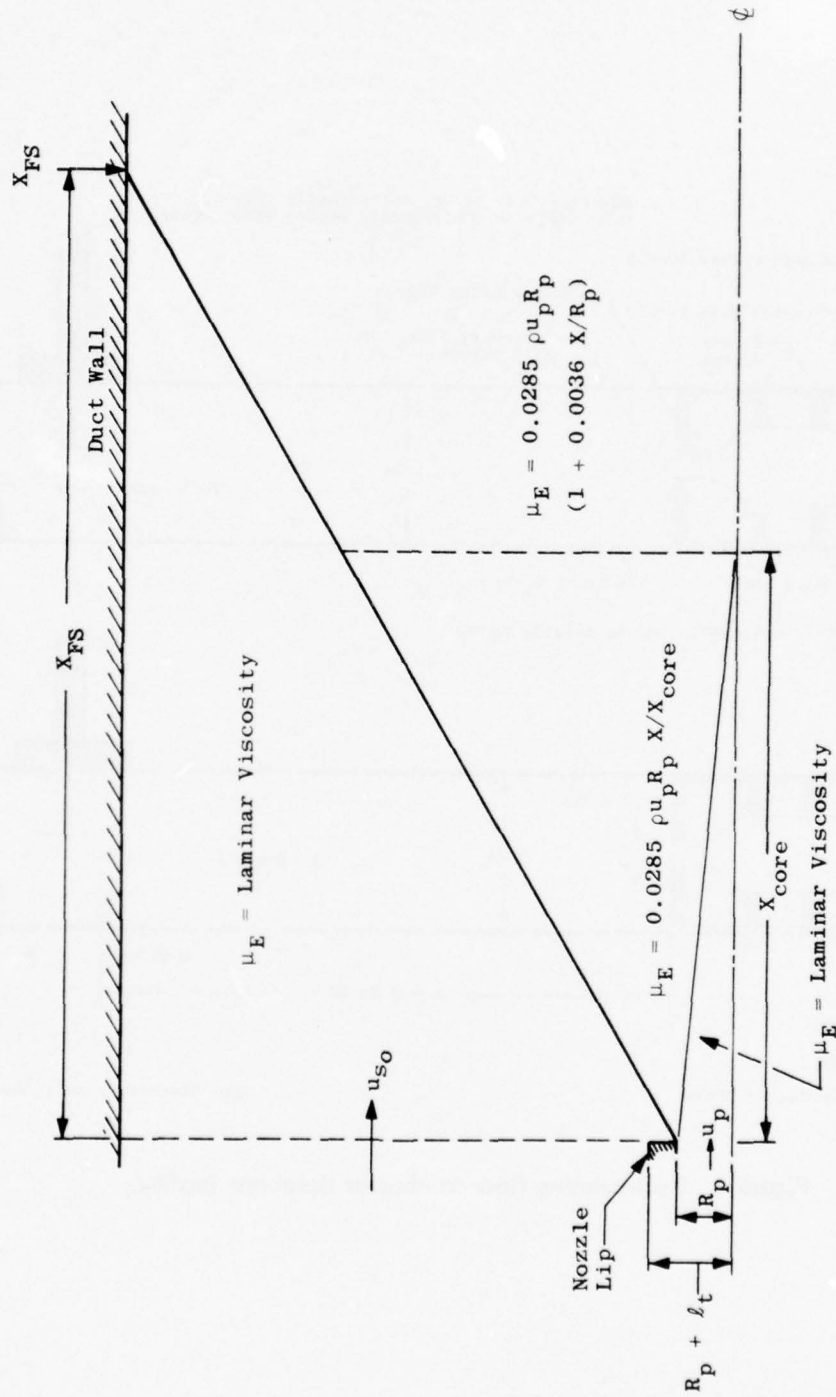 X_FS
X_FS
Duct Wall
μ_E = Laminar Viscosity
u_so
μ_E = 0.0285 ρu_pR_p
(1 + 0.0036 X/R_p)
μ_E = 0.0285 ρu_pR_p X/X_core
Nozzle
Lip
R_p + ℓ_t
R_p
u_p
X_core
μ_E = Laminar Viscosity
℄